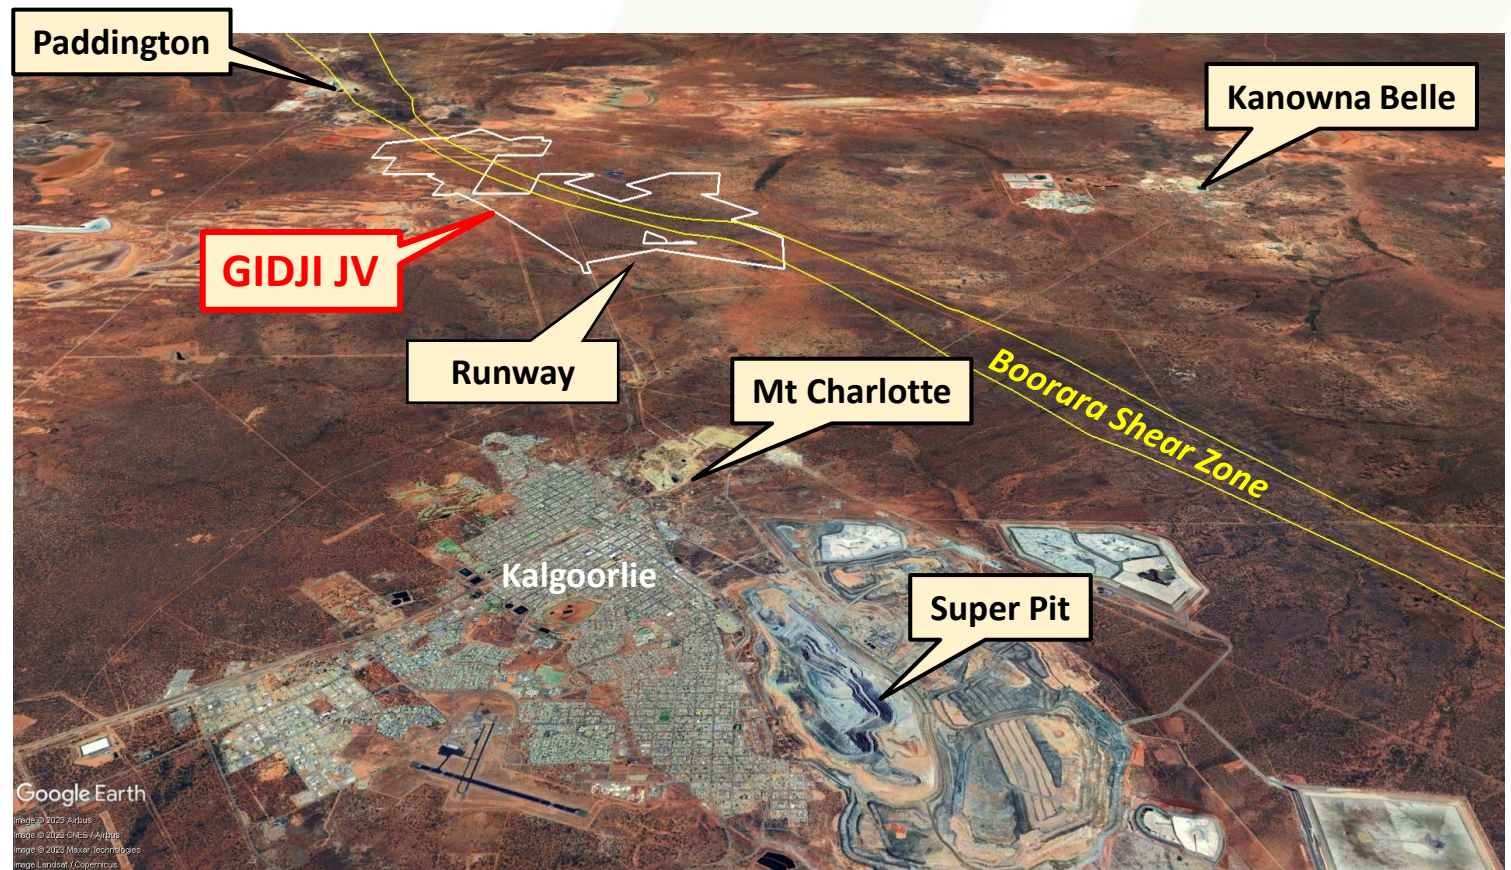 Paddington
Kanowna Belle
GIDJI JV
Runway
Mt Charlotte
Boorara Shear Zone
Kalgoorlie
Super Pit
Google Earth
Image © 2023 Airbus
Image © 2023 CNES / Airbus
Image © 2023 Maxar Technologies
Image Landsat / Copernicus